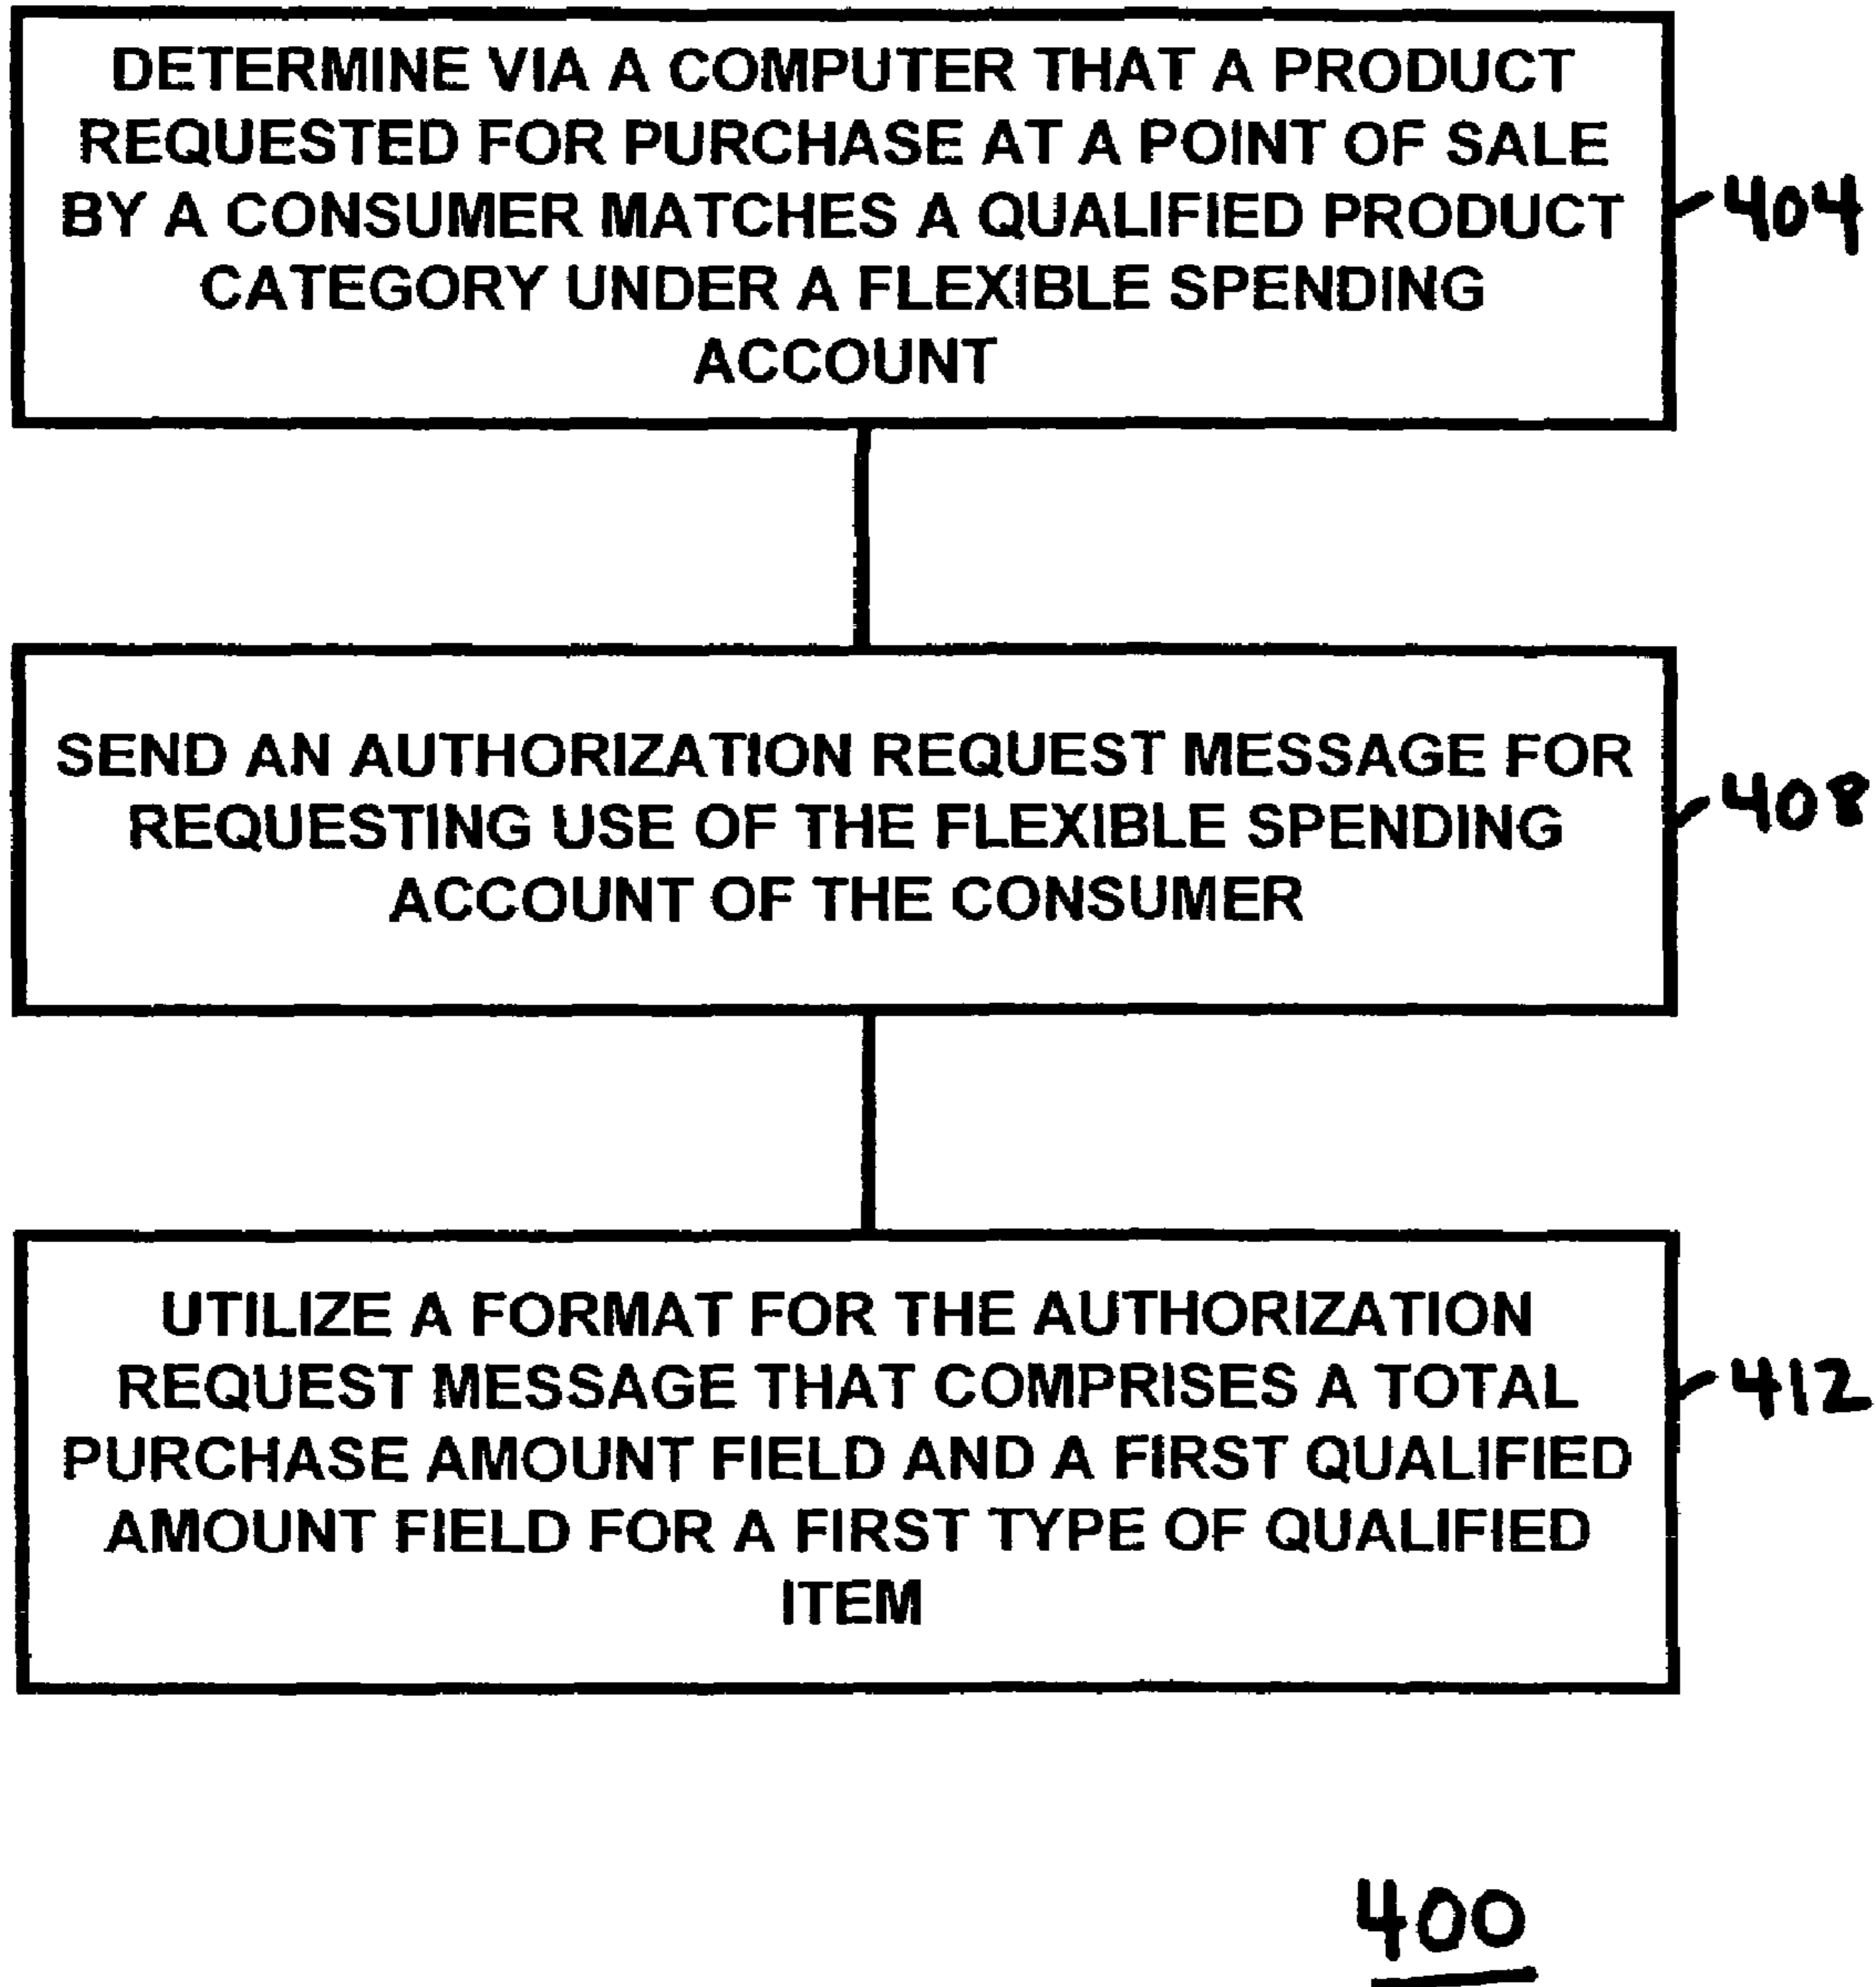 DETERMINE VIA A COMPUTER THAT A PRODUCT
REQUESTED FOR PURCHASE AT A POINT OF SALE
BY A CONSUMER MATCHES A QUALIFIED PRODUCT
CATEGORY UNDER A FLEXIBLE SPENDING
ACCOUNT
404
SEND AN AUTHORIZATION REQUEST MESSAGE FOR
REQUESTING USE OF THE FLEXIBLE SPENDING
ACCOUNT OF THE CONSUMER
408
UTILIZE A FORMAT FOR THE AUTHORIZATION
REQUEST MESSAGE THAT COMPRISES A TOTAL
PURCHASE AMOUNT FIELD AND A FIRST QUALIFIED
AMOUNT FIELD FOR A FIRST TYPE OF QUALIFIED
ITEM
412
400